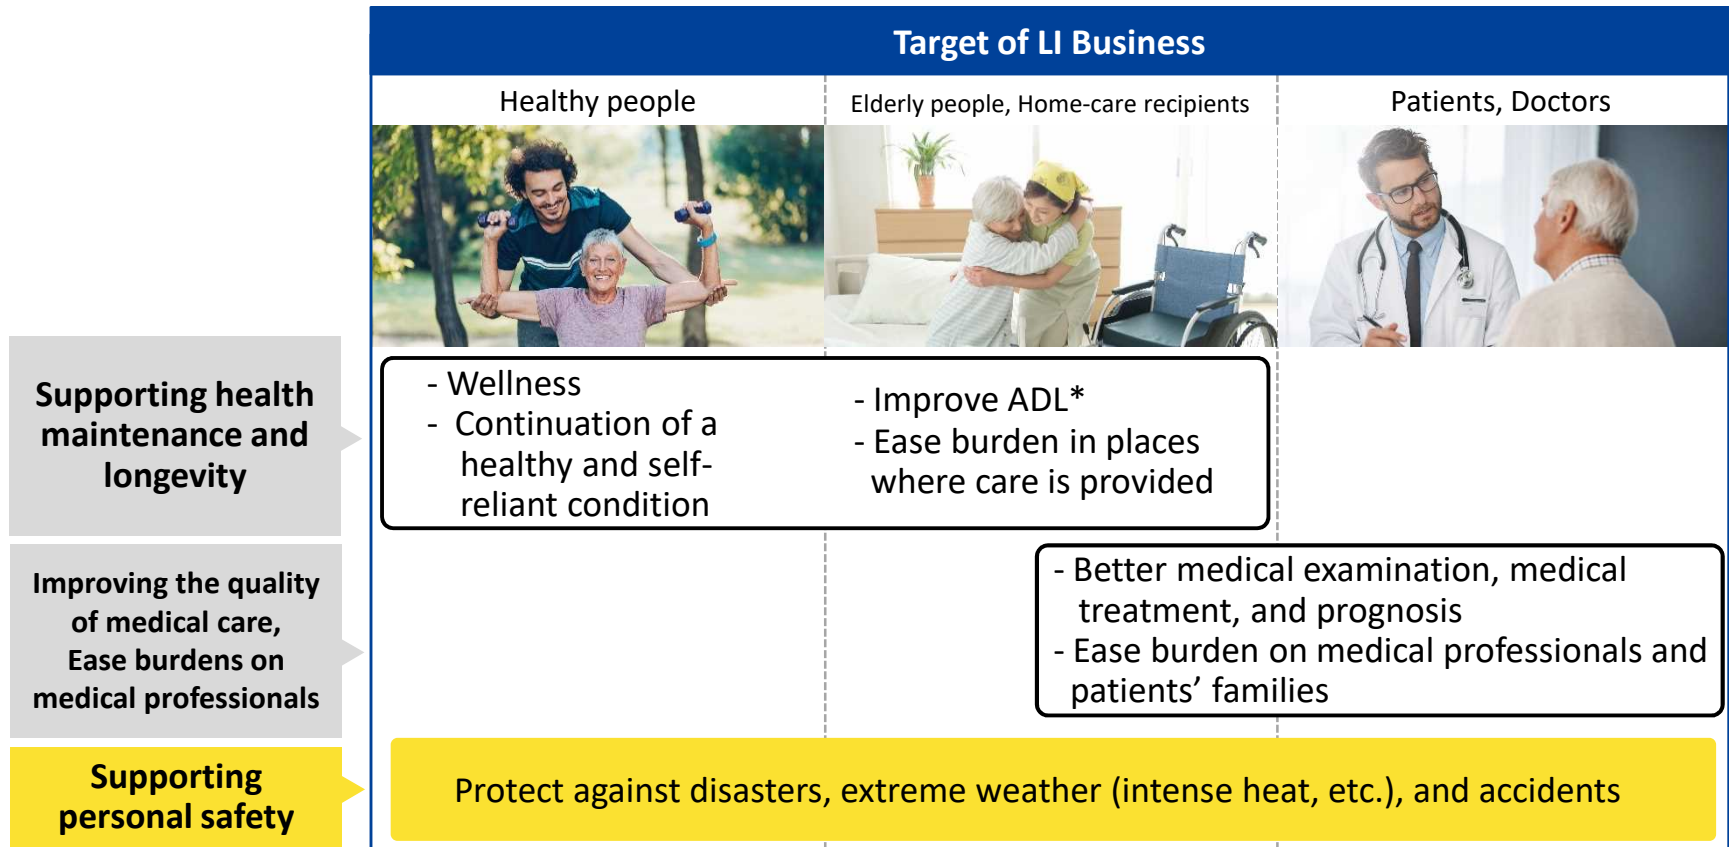 Target of LI Business
Healthy people
Elderly people, Home-care recipients
Patients, Doctors
Supporting health
maintenance and
longevity
- Wellness
- Continuation of a
healthy and self-
reliant condition
- Improve ADL*
- Ease burden in places
where care is provided
Improving the quality
of medical care,
Ease burdens on
medical professionals
- Better medical examination, medical
treatment, and prognosis
- Ease burden on medical professionals and
patients’ families
Supporting
personal safety
Protect against disasters, extreme weather (intense heat, etc.), and accidents